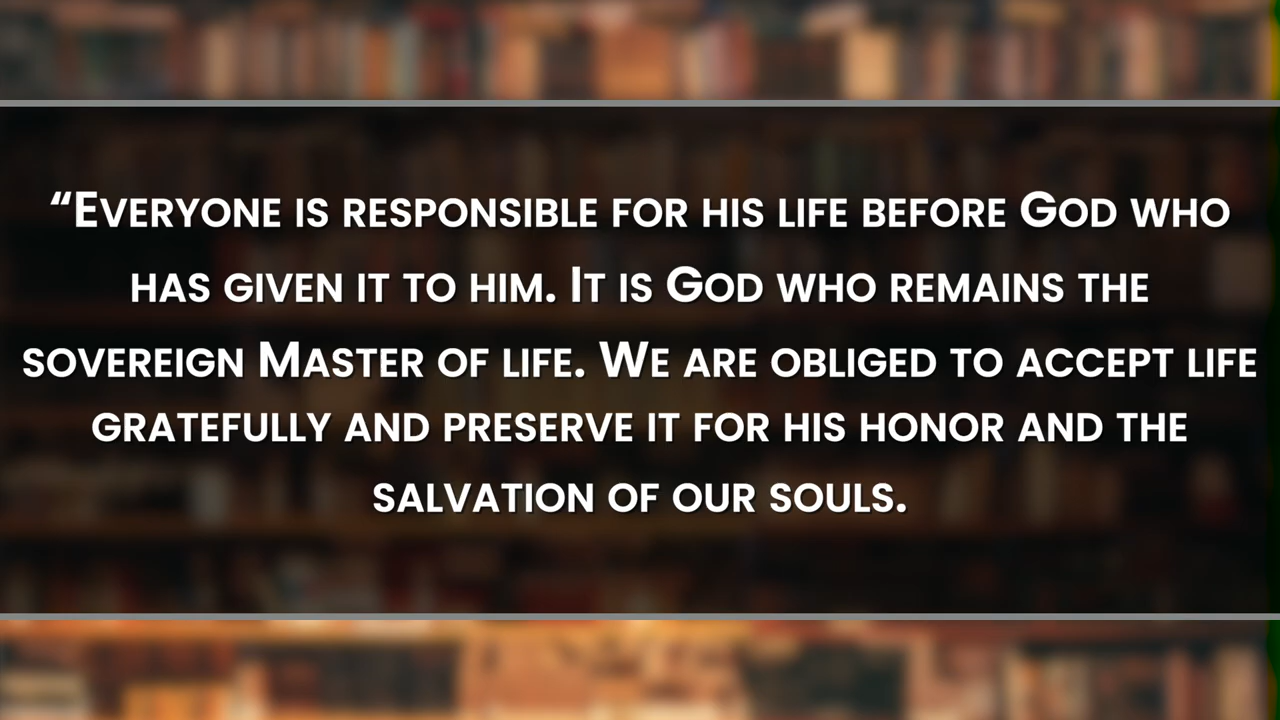 “Everyone is responsible for his life before God who
has given it to him. It is God who remains the
sovereign Master of life. We are obliged to accept life
gratefully and preserve it for his honor and the
salvation of our souls.